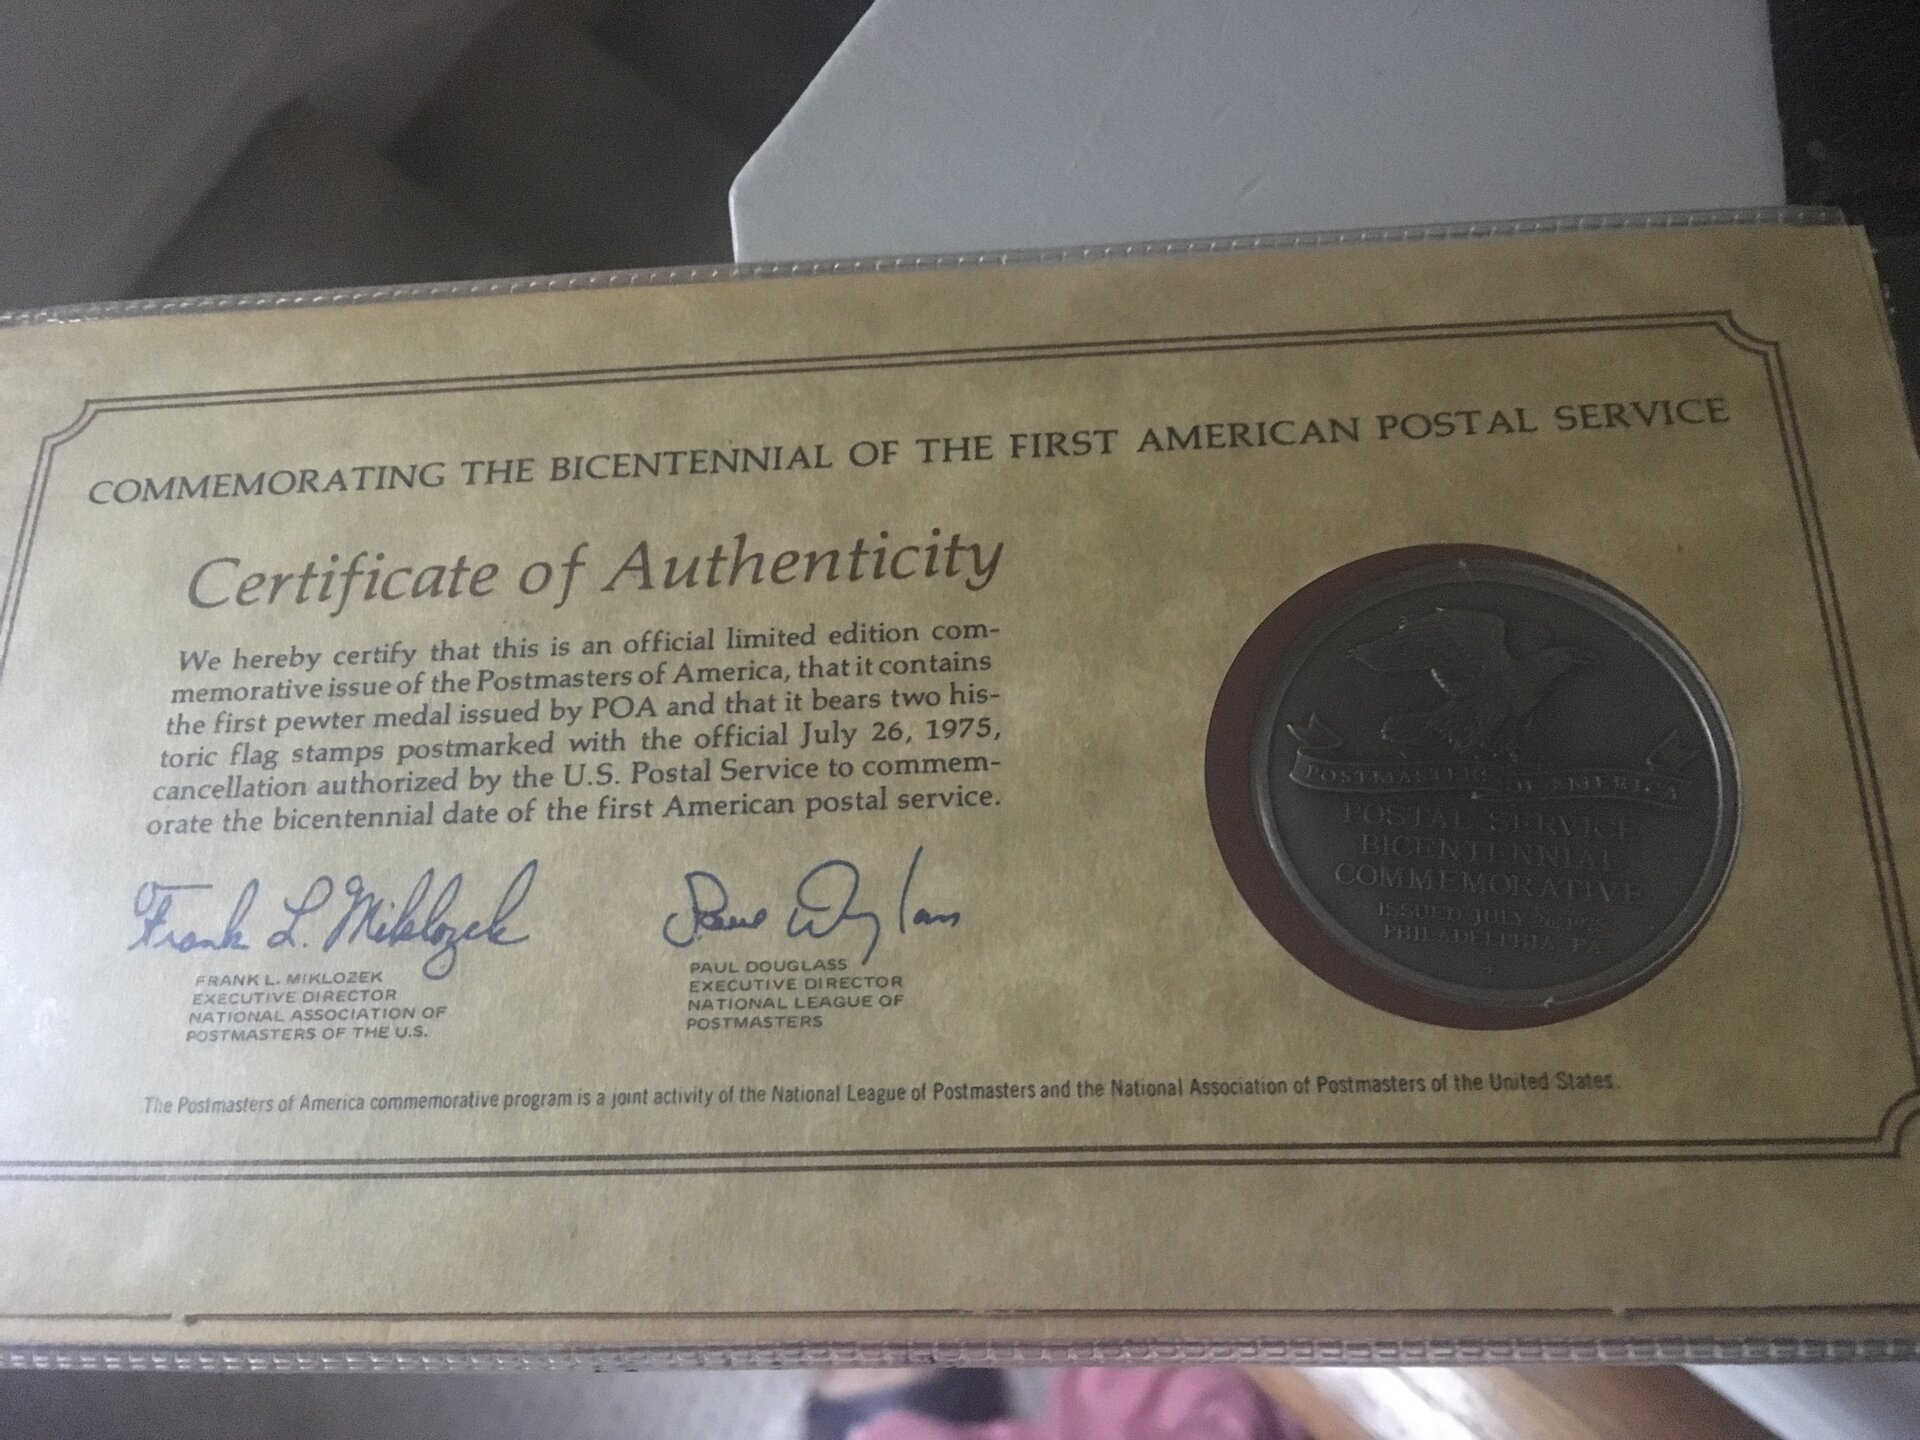 COMMEMORATING THE BICENTENNIAL OF THE FIRST AMERICAN POSTAL SERVICE
Certificate of Authenticity
We hereby certify that this is an official limited edition com-
memorative issue of the Postmasters of America, that it contains
the first pewter medal issued by POA and that it bears two his-
toric flag stamps postmarked with the official July 26, 1975,
cancellation authorized by the U.S. Postal Service to commem-
orate the bicentennial date of the first American postal service.
Frank L. Miklozek
FRANK L. MIKLOZEK
EXECUTIVE DIRECTOR
NATIONAL ASSOCIATION OF
POSTMASTERS OF THE U.S.
PAUL DOUGLASS
EXECUTIVE DIRECTOR
NATIONAL LEAGUE OF
POSTMASTERS
POSTMASTERS OF AMERICA
POSTAL SERVICE
BICENTENNIAL
COMMEMORATIVE
ISSUED JULY 26, 1975
PHILADELPHIA, PA
The Postmasters of America commemorative program is a joint activity of the National League of Postmasters and the National Association of Postmasters of the United States.